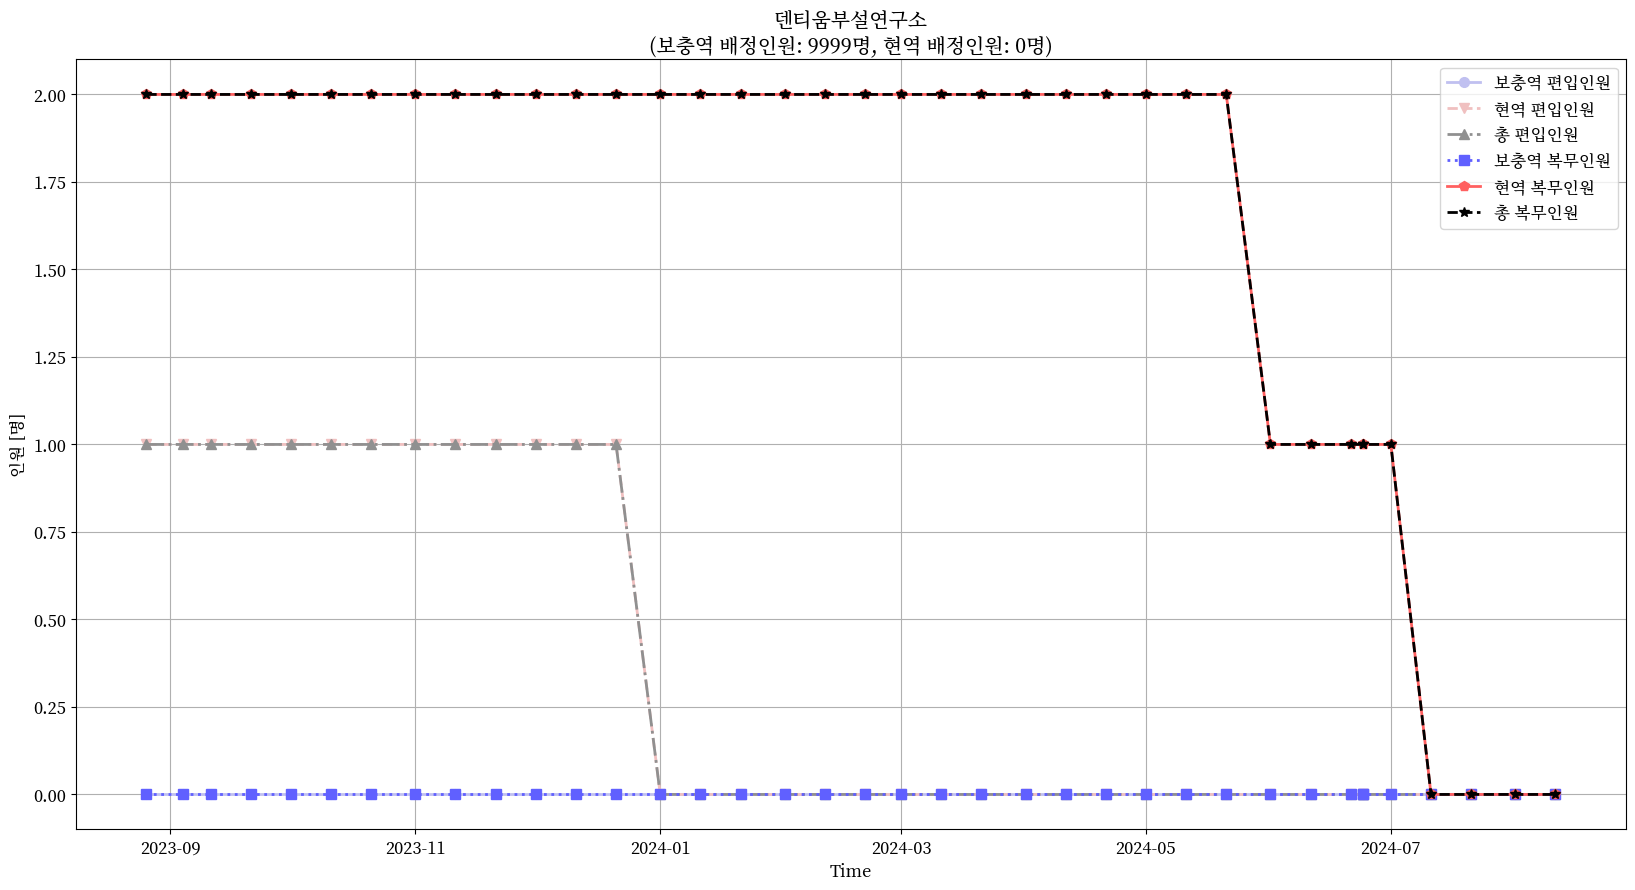 덴티움부설연구소
(보충역 배정인원: 9999명, 현역 배정인원: 0명)
보충역 편입인원
현역 편입인원
총 편입인원
보충역 복무인원
현역 복무인원
총 복무인원
2.00
1.75
1.50
1.25
1.00
0.75
0.50
0.25
0.00
인원 [명]
2023-09 2023-11 2024-01 2024-03 2024-05 2024-07
Time